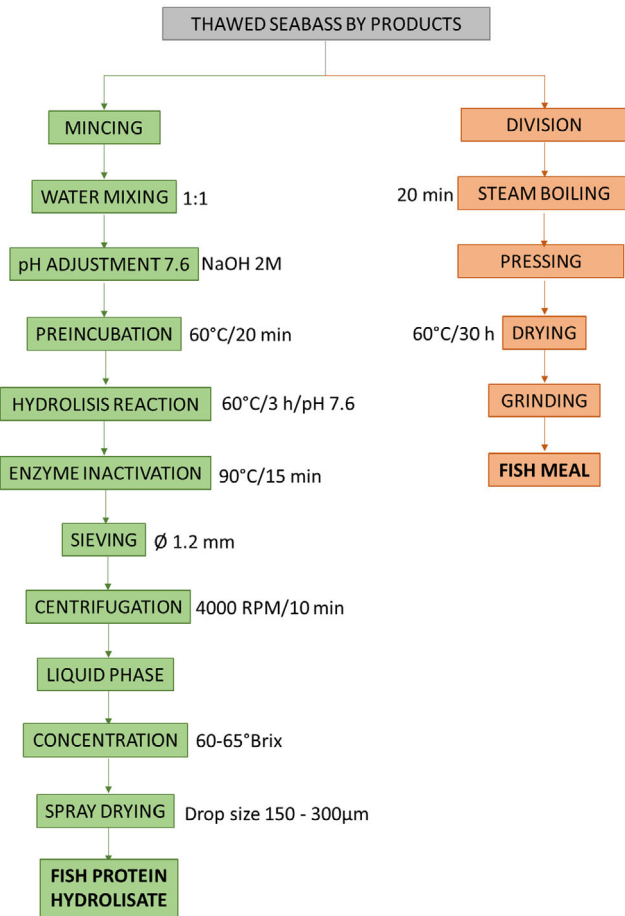 THAWED SEABASS BY PRODUCTS
MINCING
WATER MIXING 1:1
pH ADJUSTMENT 7.6 NaOH 2M
PREINCUBATION 60°C/20 min
HYDROLISIS REACTION 60°C/3 h/pH 7.6
ENZYME INACTIVATION 90°C/15 min
SIEVING Ø 1.2 mm
CENTRIFUGATION 4000 RPM/10 min
LIQUID PHASE
CONCENTRATION 60-65°Brix
SPRAY DRYING Drop size 150 - 300µm
FISH PROTEIN
HYDROLISATE
DIVISION
20 min STEAM BOILING
PRESSING
60°C/30 h DRYING
GRINDING
FISH MEAL